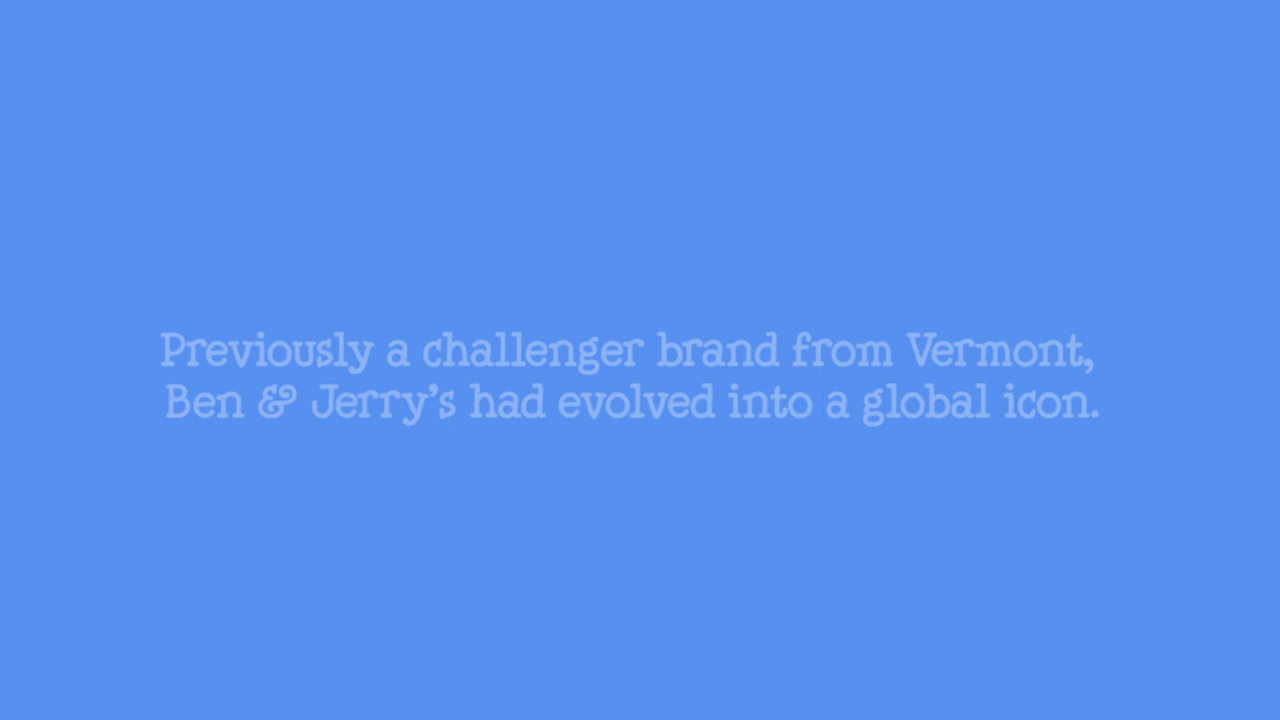 Previously a challenger brand from Vermont,
Ben & Jerry’s had evolved into a global icon.